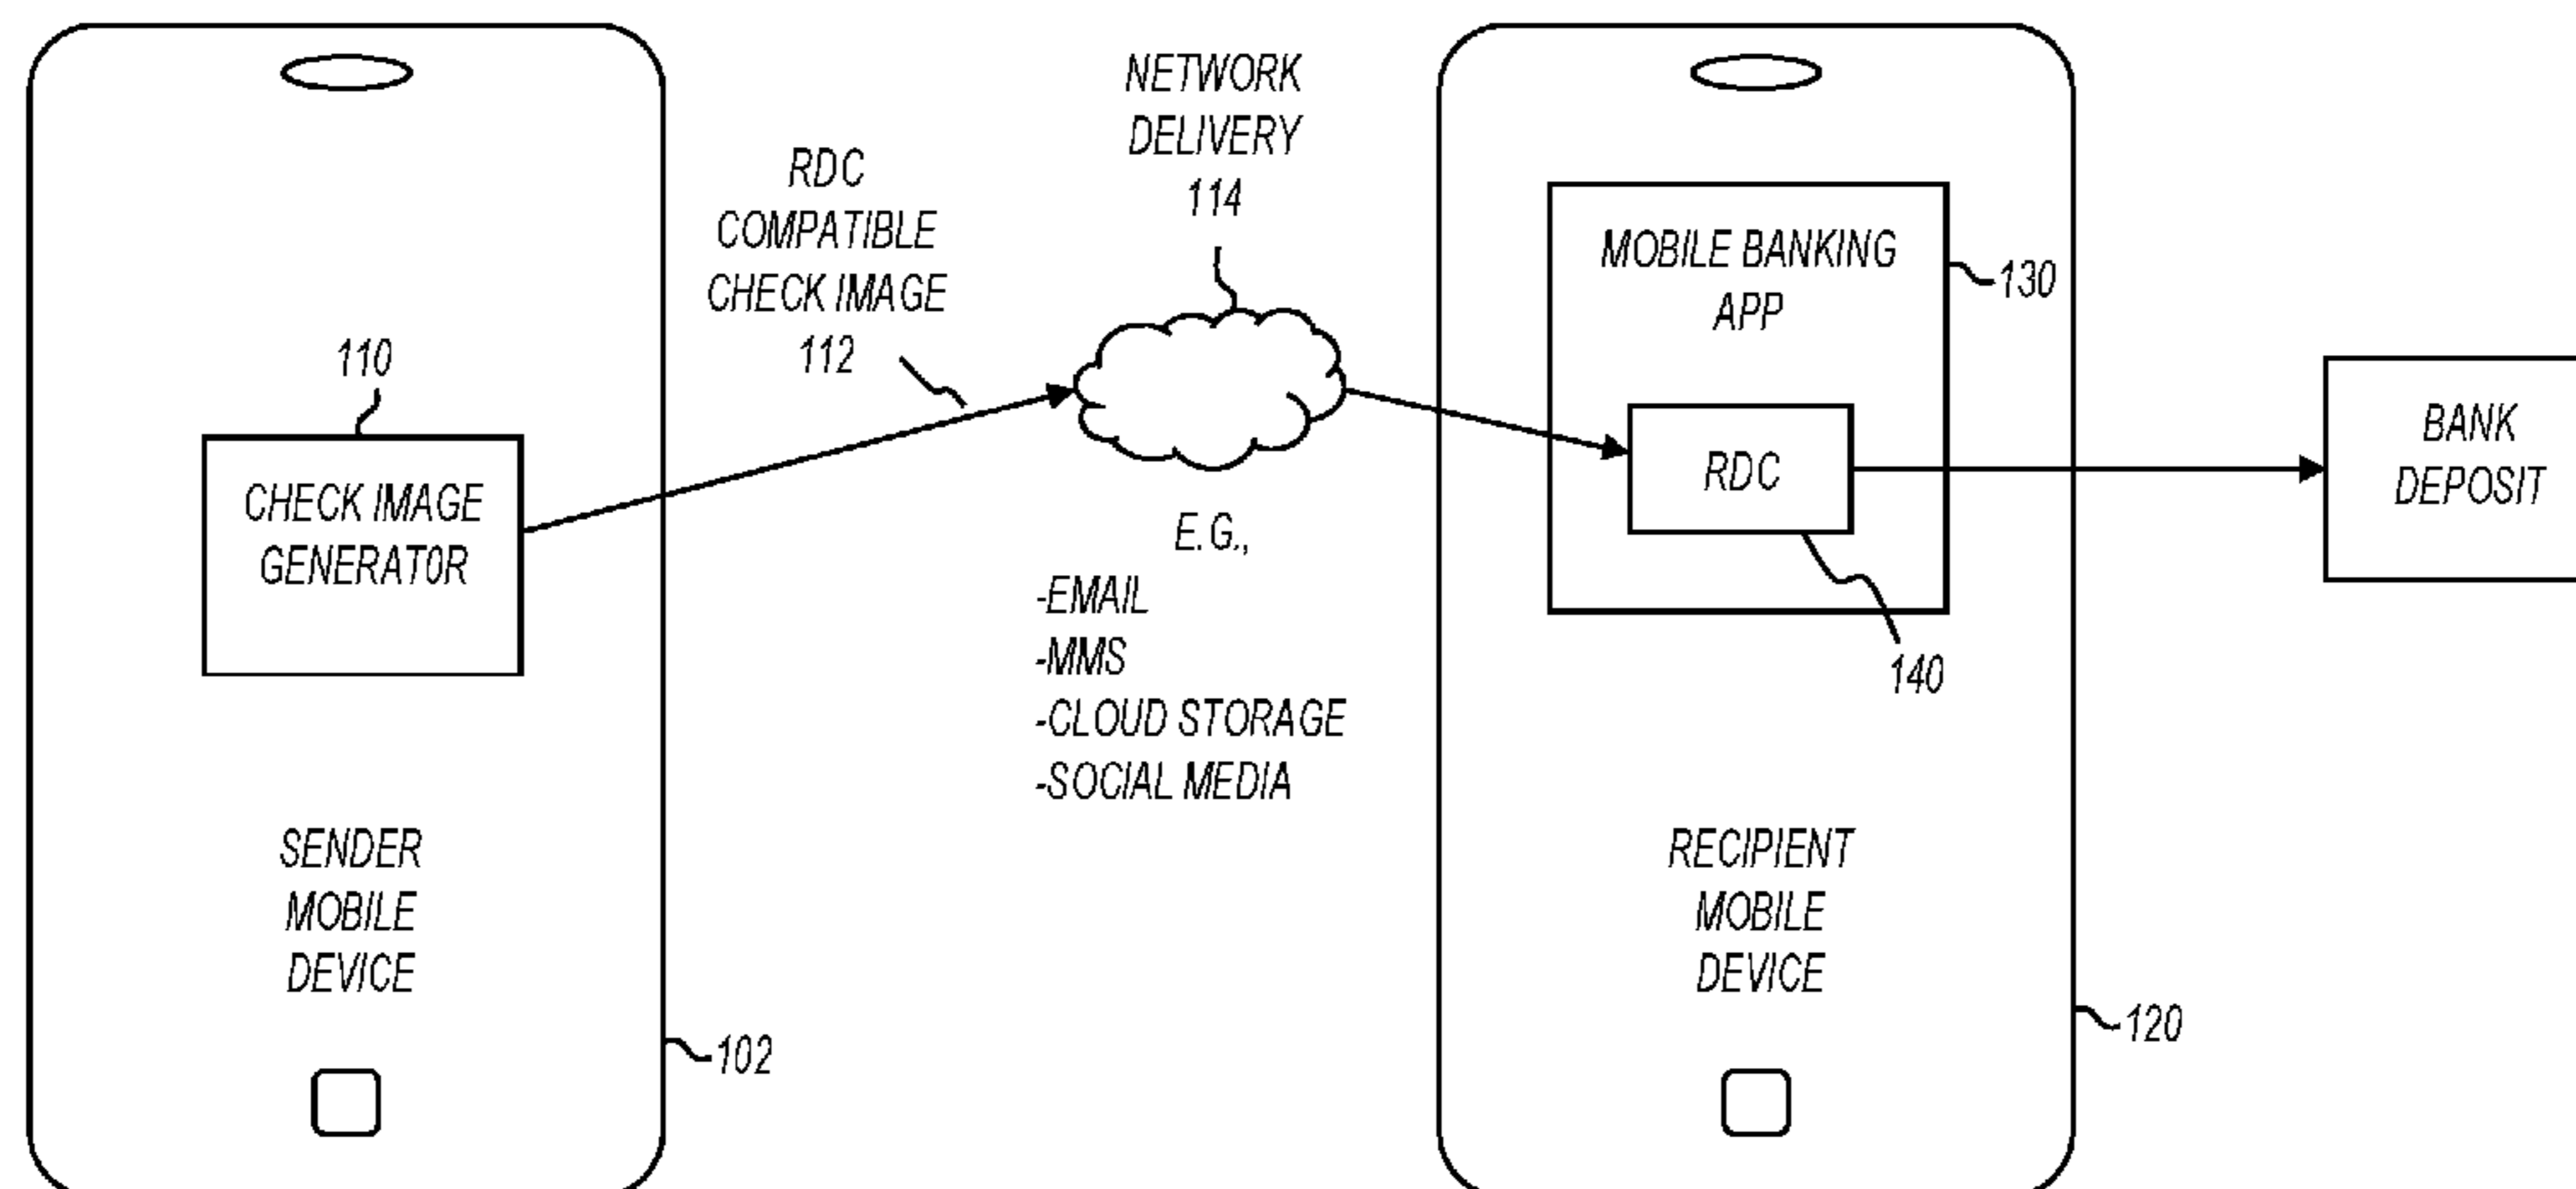 110
CHECK IMAGE
GENERATOR
SENDER
MOBILE
DEVICE
102
RDC
COMPATIBLE
CHECK IMAGE
112
NETWORK
DELIVERY
114
E.G.,
-EMAIL
-MMS
-CLOUD STORAGE
-SOCIAL MEDIA
MOBILE BANKING
APP
130
RDC
140
RECIPIENT
MOBILE
DEVICE
120
BANK
DEPOSIT